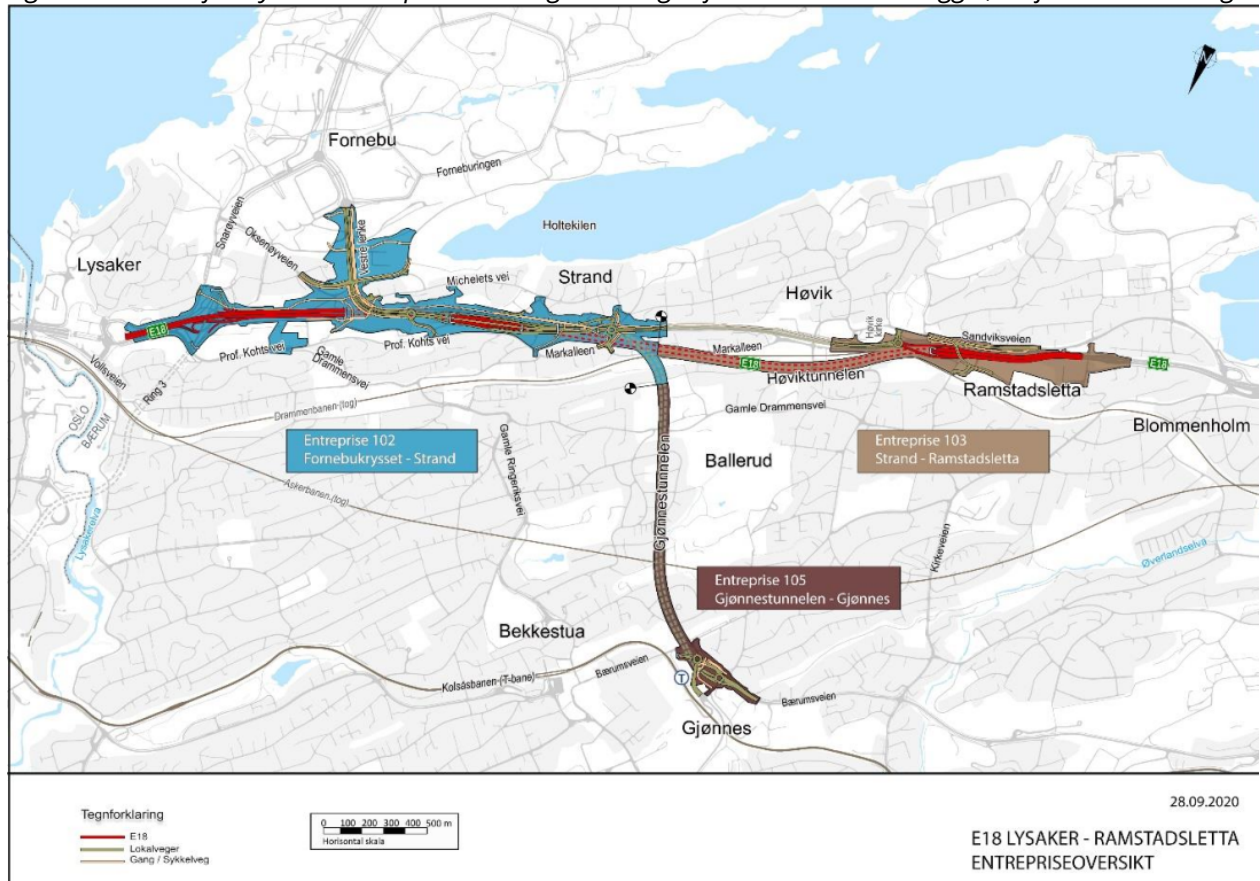 Fornebu
Forneburingen
Snarøyveien
Oksenøyveien
Vestre lenke
Holtekilen
Lysaker
Michelets vei
Strand
Høvik
Høvik kirke
Sandviksveien
E18
Prof. Kohts vei
Gamle Drammensvei
Prof. Kohts vei
Markalleen
Markalleen
E18
Høviktunnelen
E18
Ramstadsletta
Vollsveien
Ring 3
OSLO
BÆRUM
Drammenbanen (tog)
Gamle Drammensvei
Blommenholm
Entreprise 102
Fornebukrysset - Strand
Gamle Ringeriksvei
Gjønnestunnelen
Ballerud
Entreprise 103
Strand - Ramstadsletta
Askerbanen (tog)
Lysakerelva
Kirkeveien
Øverlandselva
Entreprise 105
Gjønnestunnelen - Gjønnes
Bekkestua
Bærumsveien
Kolsåsbanen (T-bane)
T
Bærumsveien
Gjønnes
28.09.2020
Tegnforklaring
E18
Lokalveger
Gang / Sykkelveg
0 100 200 300 400 500 m
Horisontal skala
E18 LYSAKER - RAMSTADSLETTA
ENTREPRISEOVERSIKT